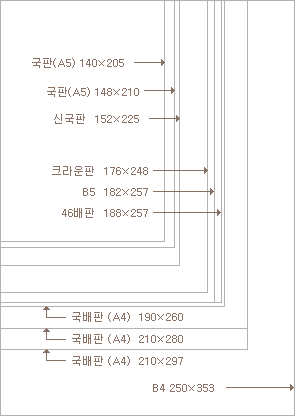 국판(A5) 140×205
국판(A5) 148×210
신국판 152×225
크라운판 176×248
B5 182×257
46배판 188×257
국배판 (A4) 190×260
국배판 (A4) 210×280
국배판 (A4) 210×297
B4 250×353